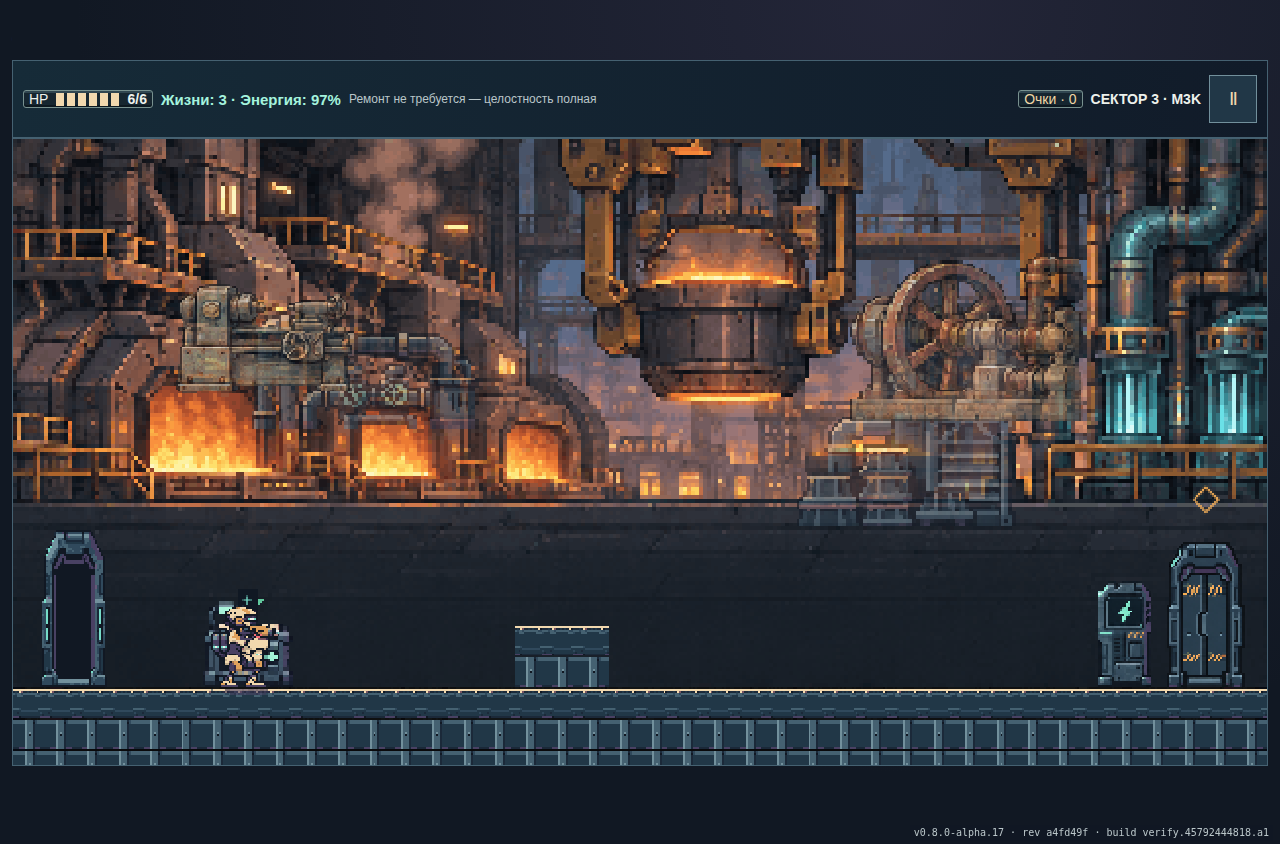 HP 6/6 Жизни: 3 · Энергия: 97% Ремонт не требуется — целостность полная Очки · 0 СЕКТОР 3 · МЗК
v0.8.0-alpha.17 · rev a4fd49f · build verify.45792444818.a1